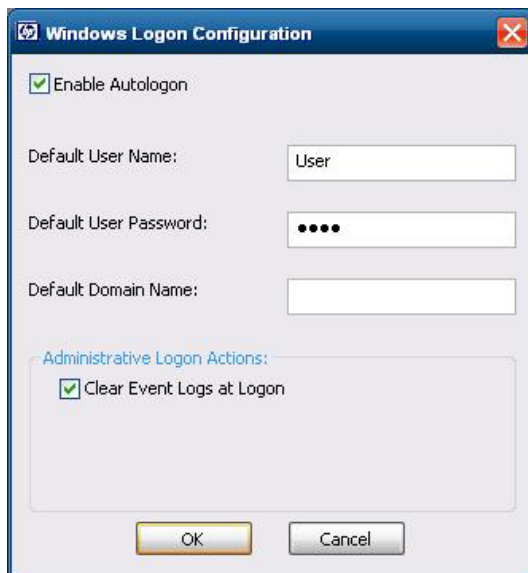 hp Windows Logon Configuration
Enable Autologon
Default User Name: User
Default User Password: ••••
Default Domain Name:
Administrative Logon Actions:
Clear Event Logs at Logon
OK Cancel